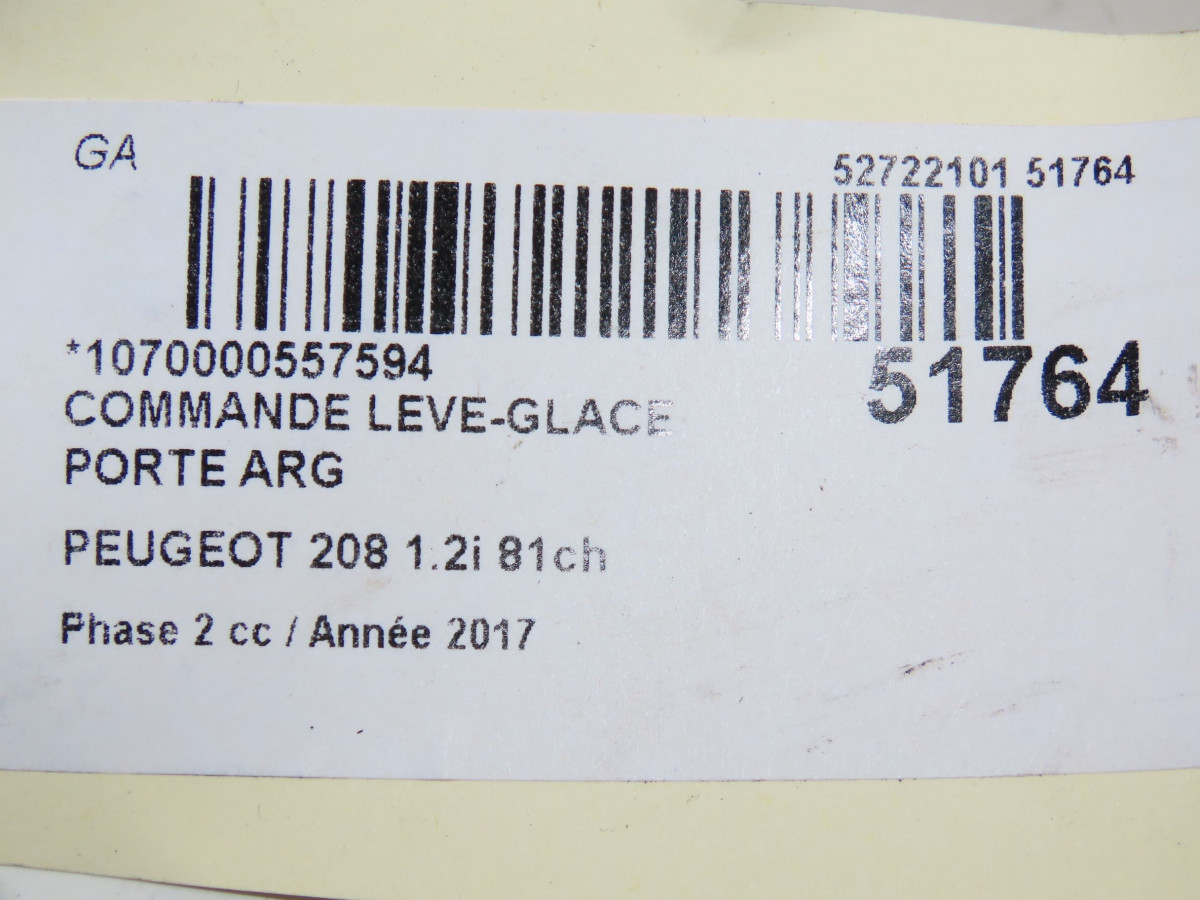 GA
52722101 51764
*1070000557594
51764
COMMANDE LEVE-GLACE
PORTE ARG
PEUGEOT 208 1.2i 81ch
Phase 2 cc / Année 2017